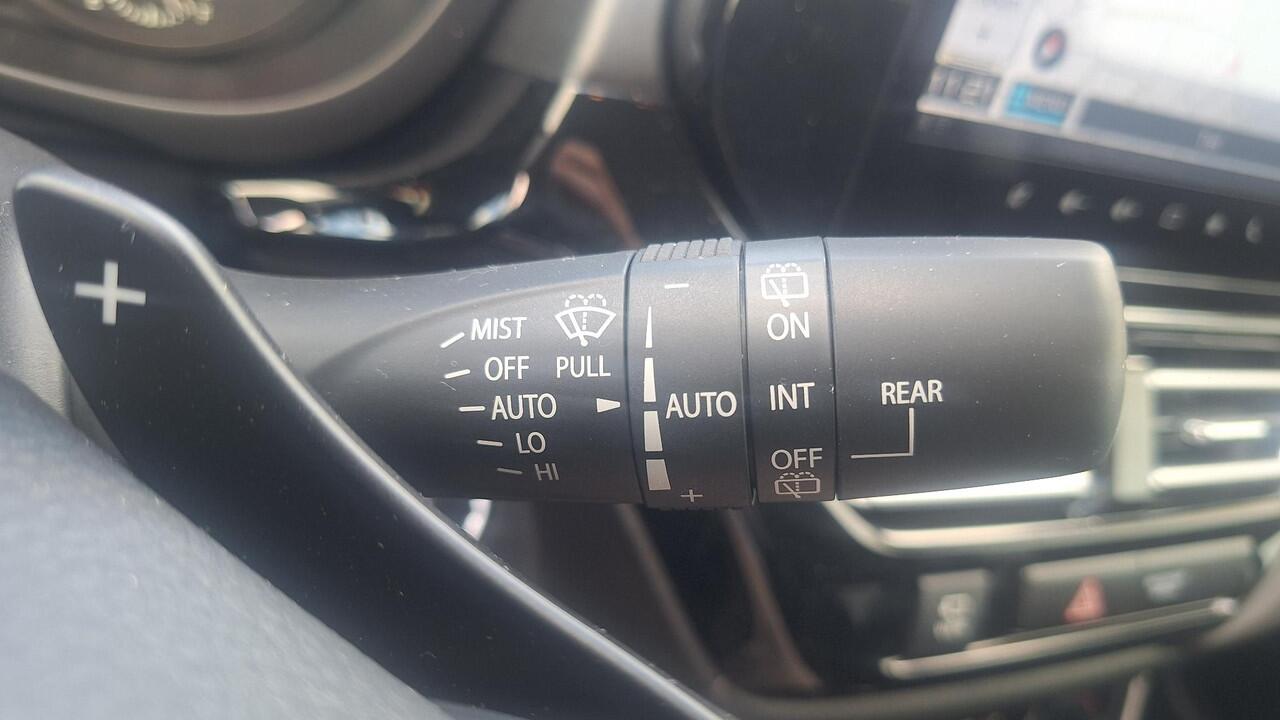 +
MIST
OFF PULL
AUTO
LO
HI
−
AUTO
+
ON
INT
OFF
REAR